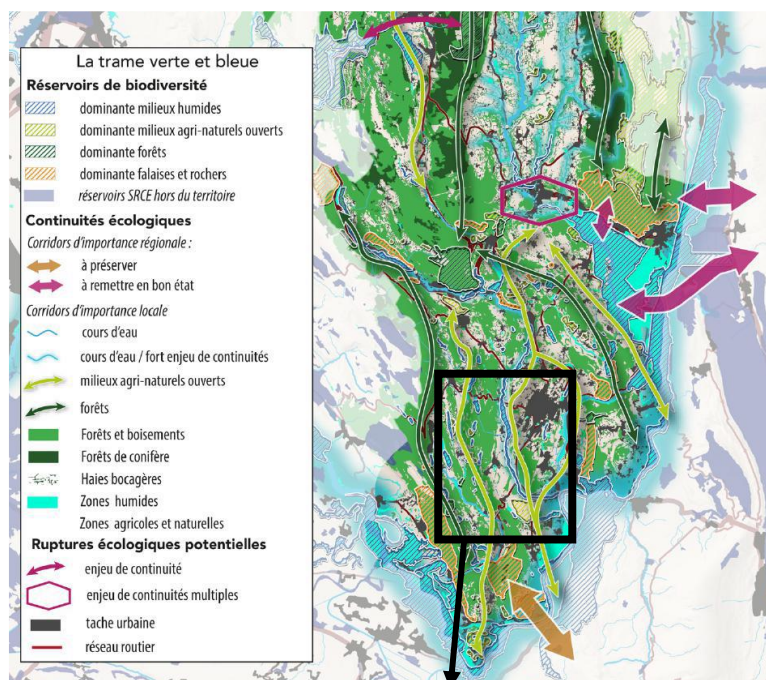 La trame verte et bleue
Réservoirs de biodiversité
dominante milieux humides
dominante milieux agri-naturels ouverts
dominante forêts
dominante falaises et rochers
réservoirs SRCE hors du territoire
Continuités écologiques
Corridors d'importance régionale :
à préserver
à remettre en bon état
Corridors d'importance locale
cours d'eau
cours d'eau / fort enjeu de continuités
milieux agri-naturels ouverts
forêts
Forêts et boisements
Forêts de conifère
Haies bocagères
Zones humides
Zones agricoles et naturelles
Ruptures écologiques potentielles
enjeu de continuité
enjeu de continuités multiples
tache urbaine
réseau routier